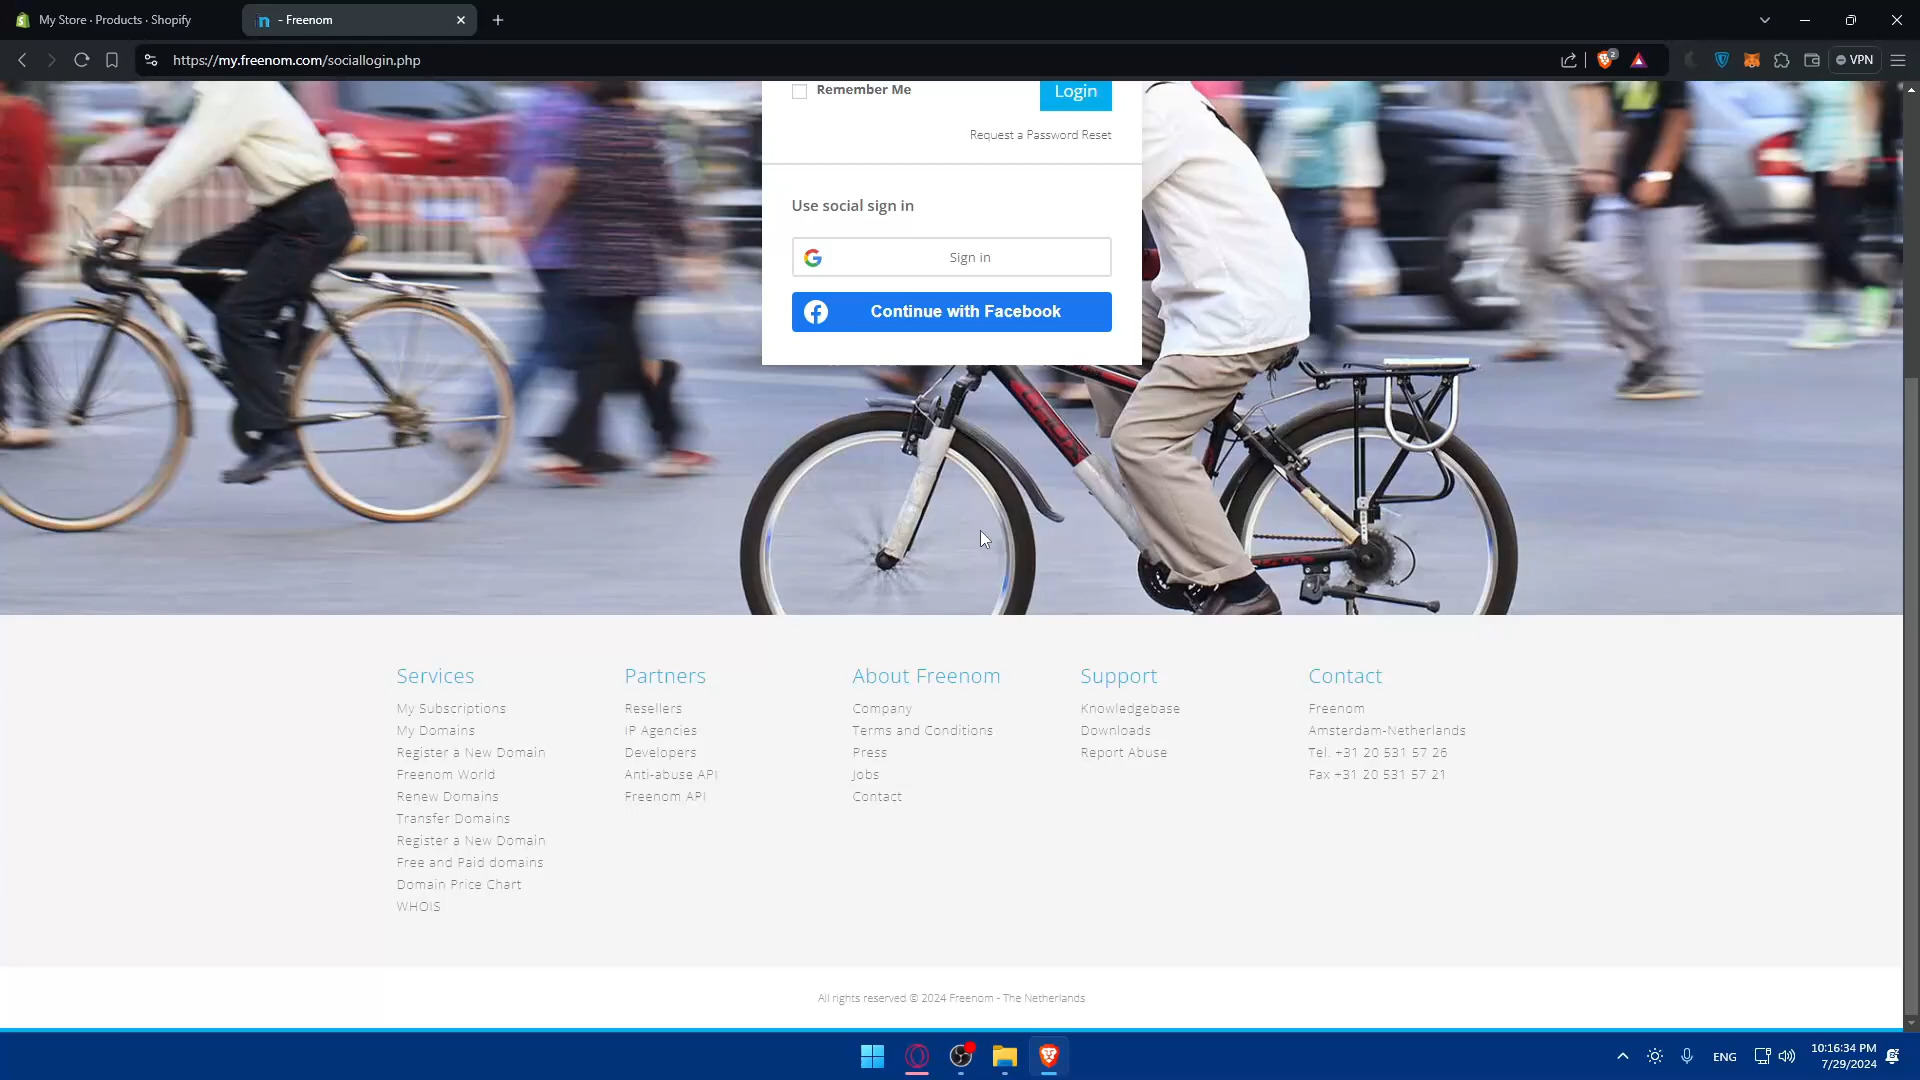 My Store · Products · Shopify
- Freenom
https://my.freenom.com/sociallogin.php
2
VPN
Remember Me
Login
Request a Password Reset
Use social sign in
Sign in
Continue with Facebook
Services
My Subscriptions
My Domains
Register a New Domain
Freenom World
Renew Domains
Transfer Domains
Register a New Domain
Free and Paid domains
Domain Price Chart
WHOIS
Partners
Resellers
IP Agencies
Developers
Anti-abuse API
Freenom API
About Freenom
Company
Terms and Conditions
Press
Jobs
Contact
Support
Knowledgebase
Downloads
Report Abuse
Contact
Freenom
Amsterdam-Netherlands
Tel. +31 20 531 57 26
Fax +31 20 531 57 21
All rights reserved © 2024 Freenom - The Netherlands
ENG
10:16:34 PM
7/29/2024